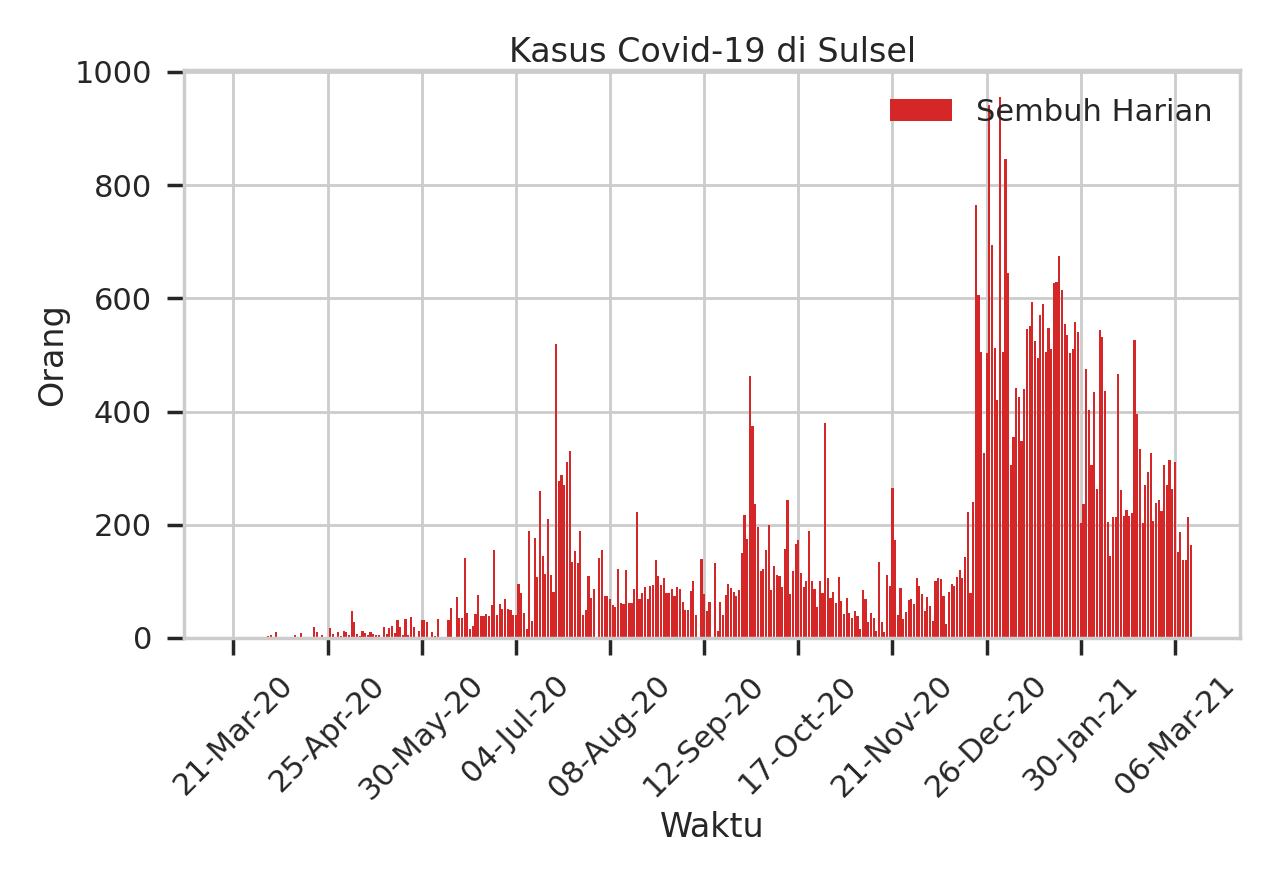 Kasus Covid-19 di Sulsel
1000
800
600
400
200
0
Orang
Sembuh Harian
21-Mar-20
25-Apr-20
30-May-20
04-Jul-20
08-Aug-20
12-Sep-20
17-Oct-20
21-Nov-20
26-Dec-20
30-Jan-21
06-Mar-21
Waktu